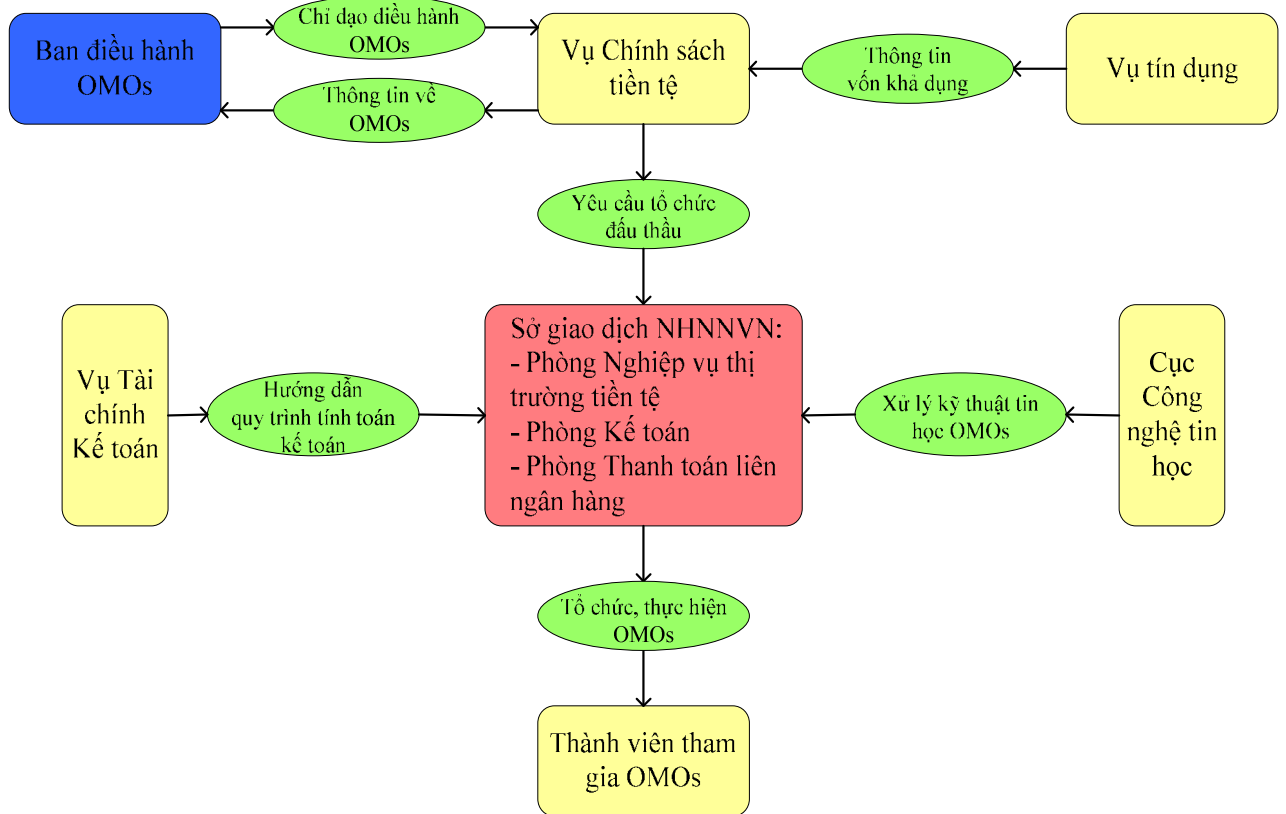 Ban điều hành
OMOs
Chỉ dạo diều hành
OMOs
Thông tin về
OMOs
Vụ Chính sách
tiền tệ
Thông tin
vốn khả dụng
Vụ tín dụng
Yêu cầu tổ chức
đấu thầu
Vụ Tài
chính
Kế toán
Hướng dẫn
quy trình tính toán
kế toán
Sở giao dịch NHNNVN:
- Phòng Nghiệp vụ thị
trường tiền tệ
- Phòng Kế toán
- Phòng Thanh toán liên
ngân hàng
Xử lý kỹ thuật tin
học OMOs
Cục
Công
nghệ tin
học
Tổ chức, thực hiện
OMOs
Thành viên tham
gia OMOs